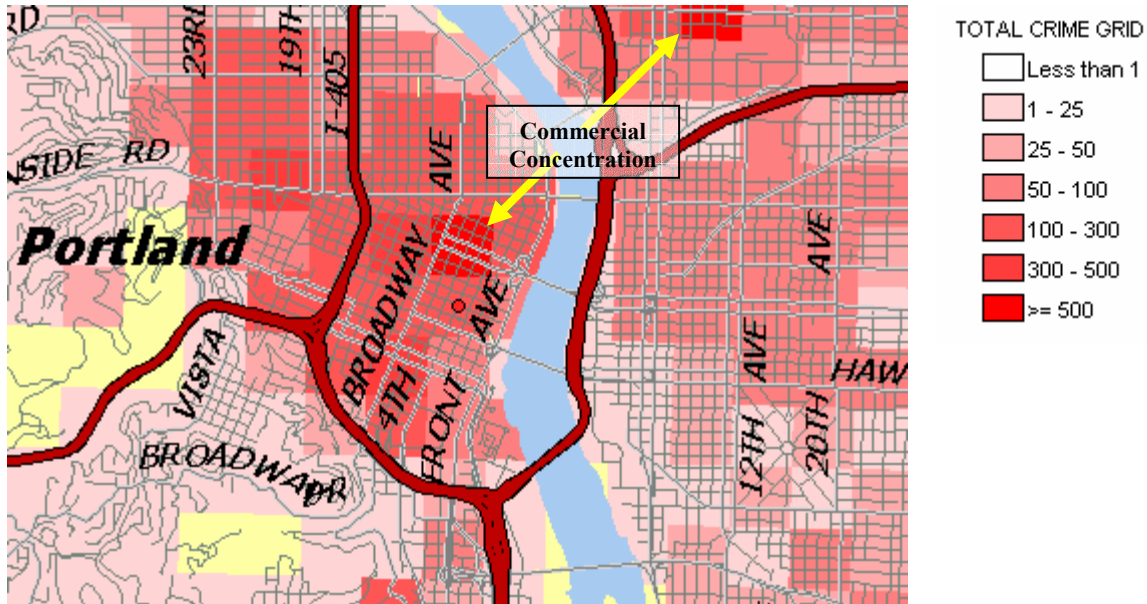 RD
23RD
19TH
I-405
NSIDE RD
AVE
Commercial
Concentration
Portland
BROADWAY
AVE
4TH
FRONT
VISTA
BROADWAY
DR
AVE
AVE
12TH
20TH
HAW
TOTAL CRIME GRID
Less than 1
1 - 25
25 - 50
50 - 100
100 - 300
300 - 500
>= 500